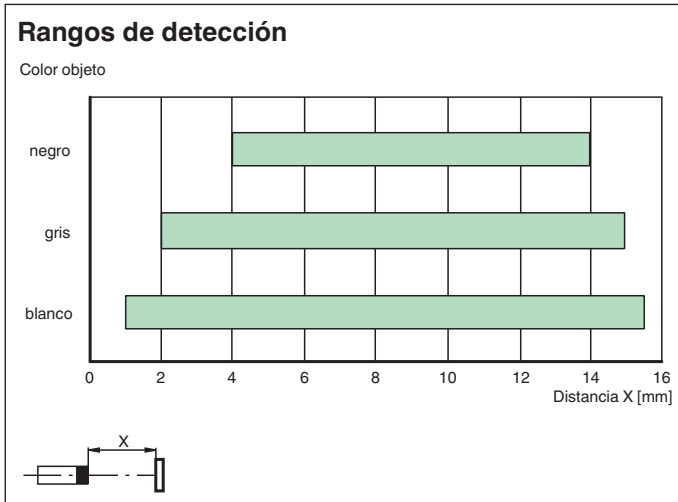 Rangos de detección
Color objeto
negro
gris
blanco
0 2 4 6 8 10 12 14 16
Distancia X [mm]
X